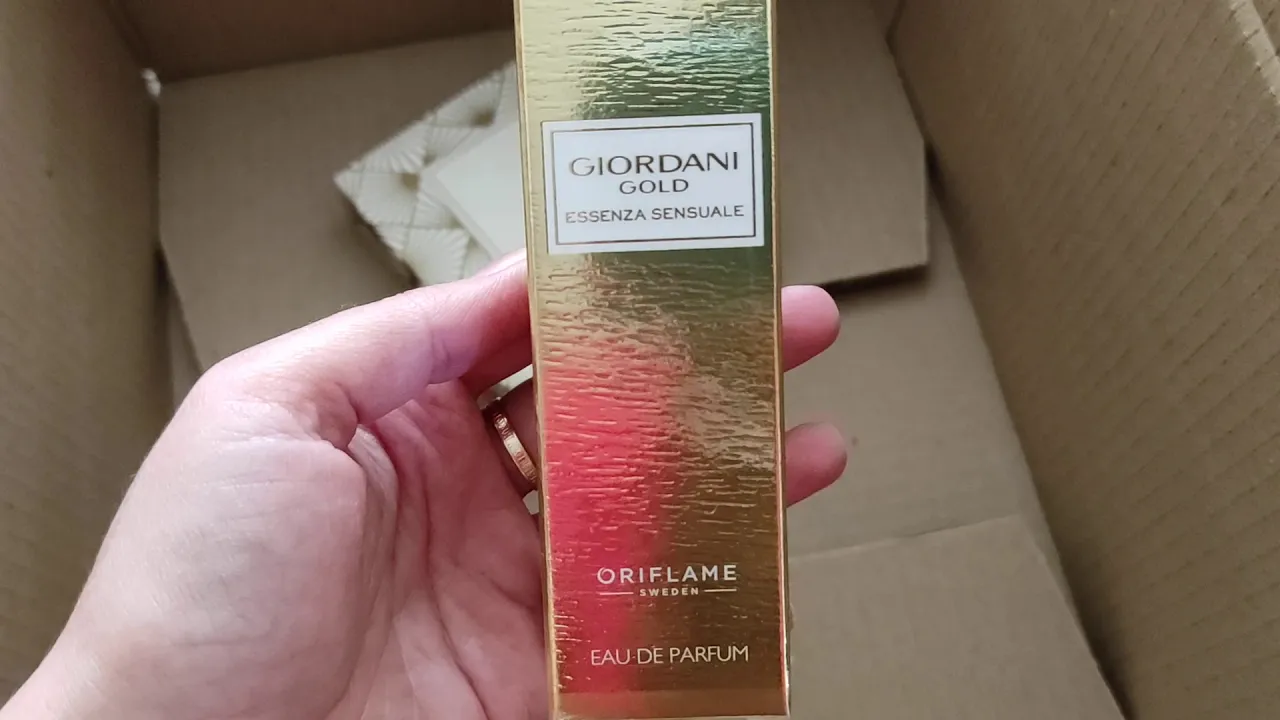 GIORDANI
GOLD
ESSENZA SENSUALE
ORIFLAME
SWEDEN
EAU DE PARFUM